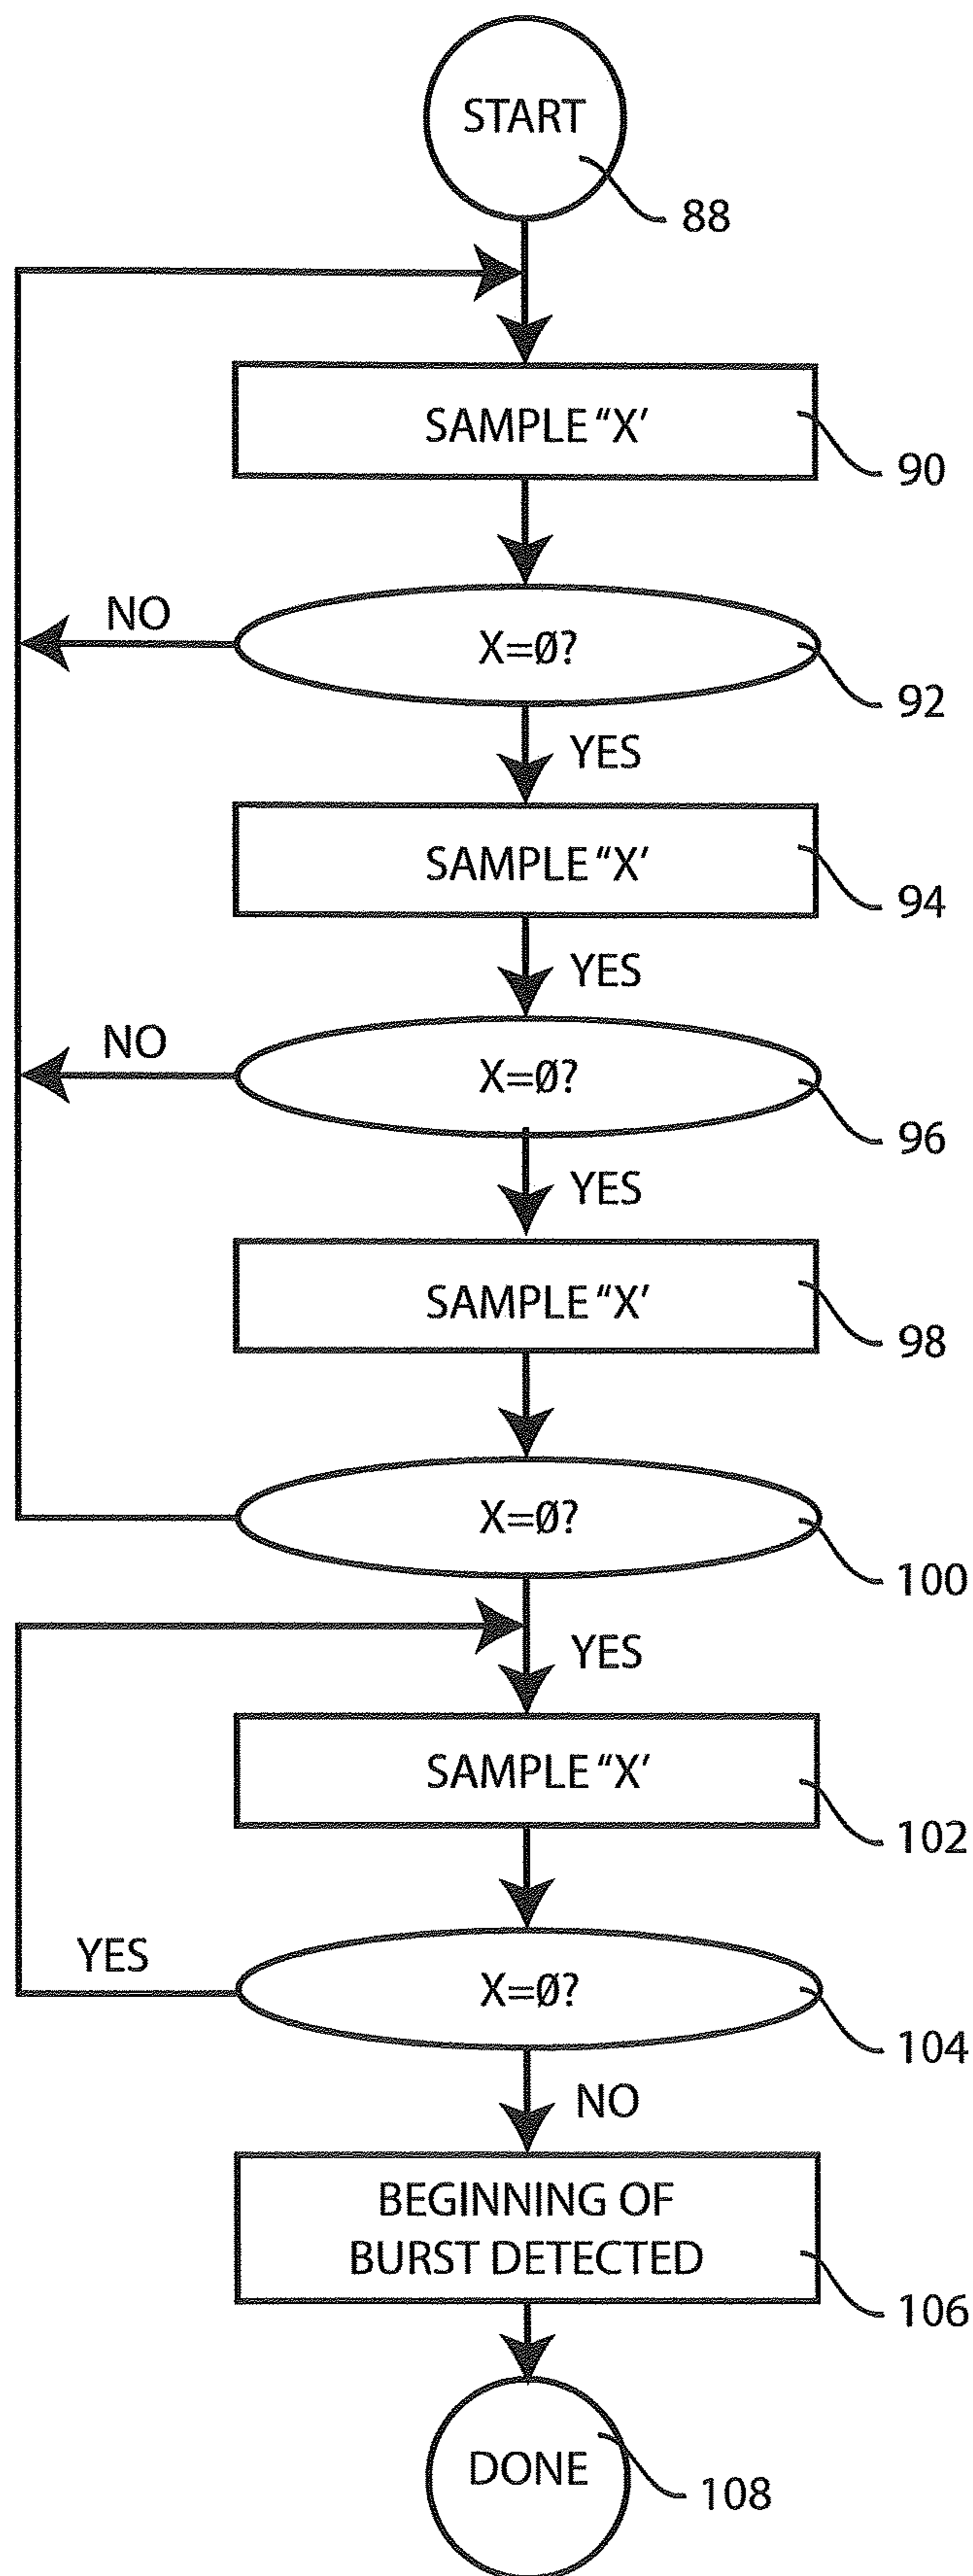 START
88
SAMPLE “X’
90
NO
X=Ø?
92
YES
SAMPLE “X’
94
YES
NO
X=Ø?
96
YES
SAMPLE “X’
98
X=Ø?
100
YES
SAMPLE “X’
102
YES
X=Ø?
104
NO
BEGINNING OF
BURST DETECTED
106
DONE
108